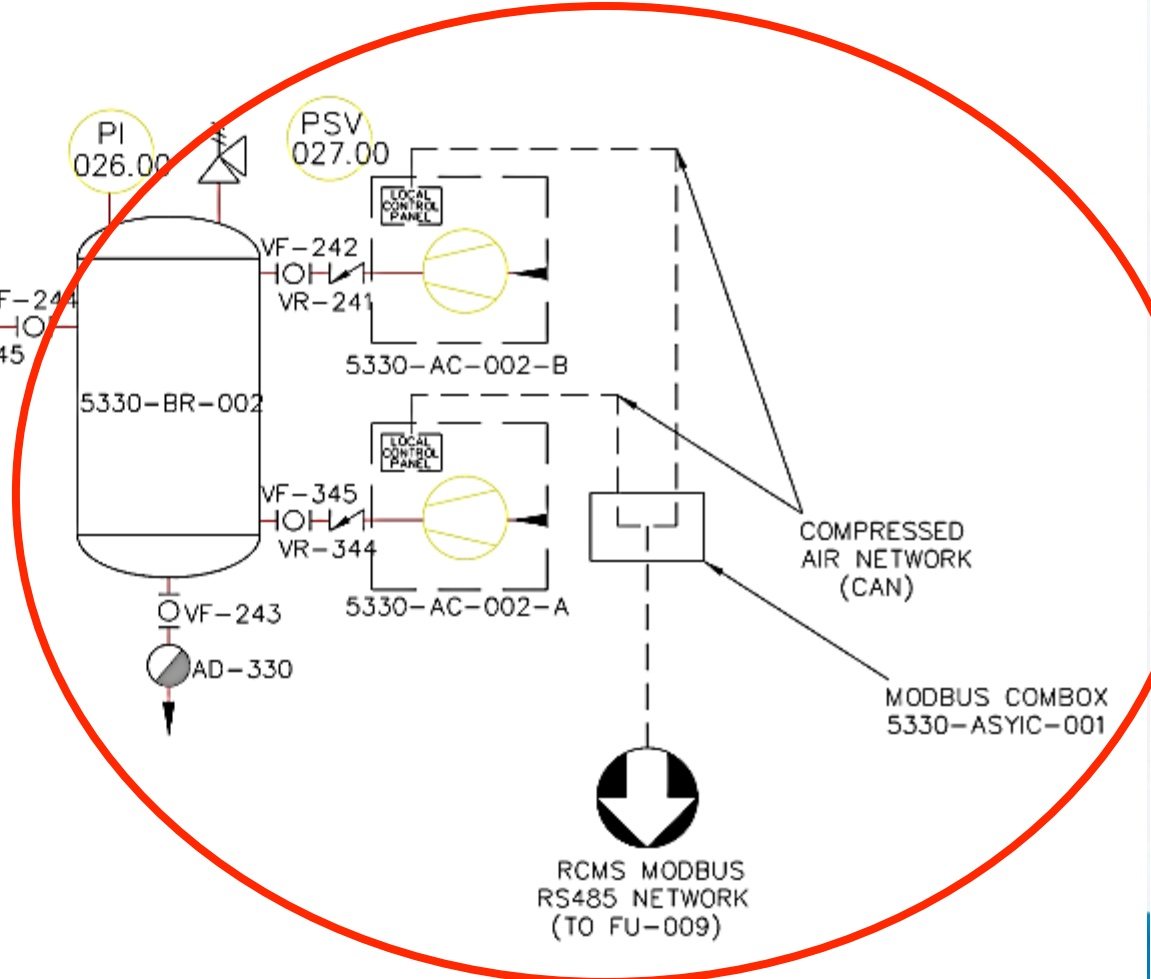 PI
026.00
PSV
027.00
LOCAL
CONTROL
PANEL
VF-242
VR-241
5330-AC-002-B
F-244
45
5330-BR-002
LOCAL
CONTROL
PANEL
VF-345
VR-344
5330-AC-002-A
VF-243
AD-330
COMPRESSED
AIR NETWORK
(CAN)
MODBUS COMBOX
5330-ASYIC-001
RCMS MODBUS
RS485 NETWORK
(TO FU-009)